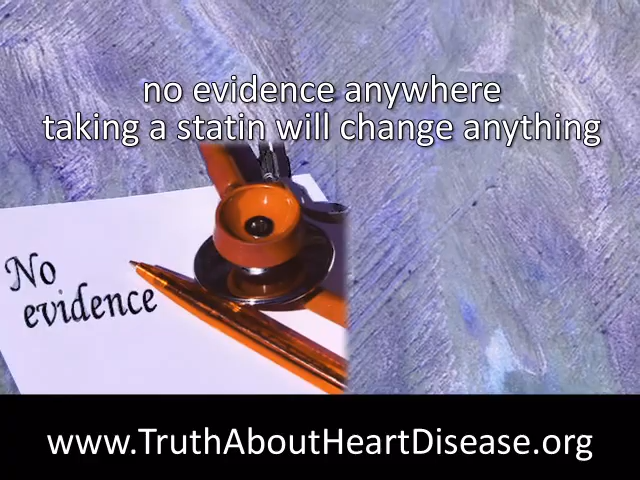 no evidence anywhere
taking a statin will change anything
No
evidence
www.TruthAboutHeartDisease.org